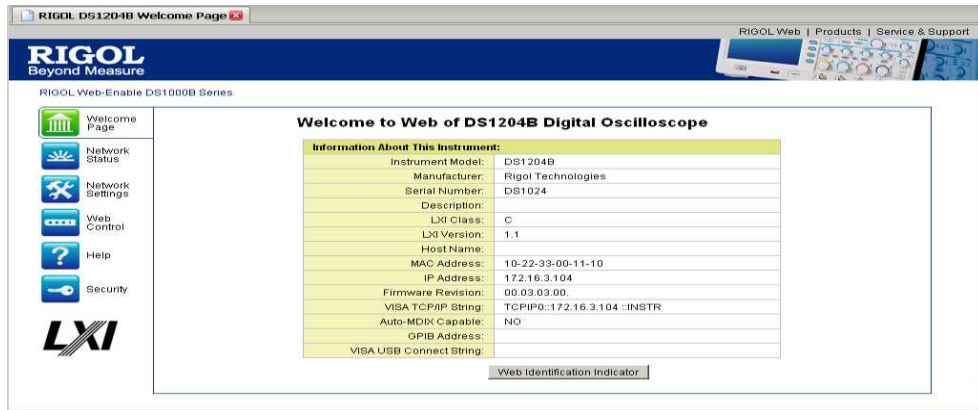 RIGOL DS1204B Welcome Page
RIGOL Web | Products | Service & Support
RIGOL
Beyond Measure
RIGOL Web-Enable DS1000B Series.
Welcome Page
Network Status
Network Settings
Web Control
Help
Security
LXI
Welcome to Web of DS1204B Digital Oscilloscope
Information About This Instrument:
Instrument Model: DS1204B
Manufacturer: Rigol Technologies
Serial Number: DS1024
Description:
LXI Class: C
LXI Version: 1.1
Host Name:
MAC Address: 10-22-33-00-11-10
IP Address: 172.16.3.104
Firmware Revision: 00.03.03.00.
VISA TCP/IP String: TCPIP0::172.16.3.104 ::INSTR
Auto-MDIX Capable: NO
GPIB Address:
VISA USB Connect String:
Web Identification Indicator